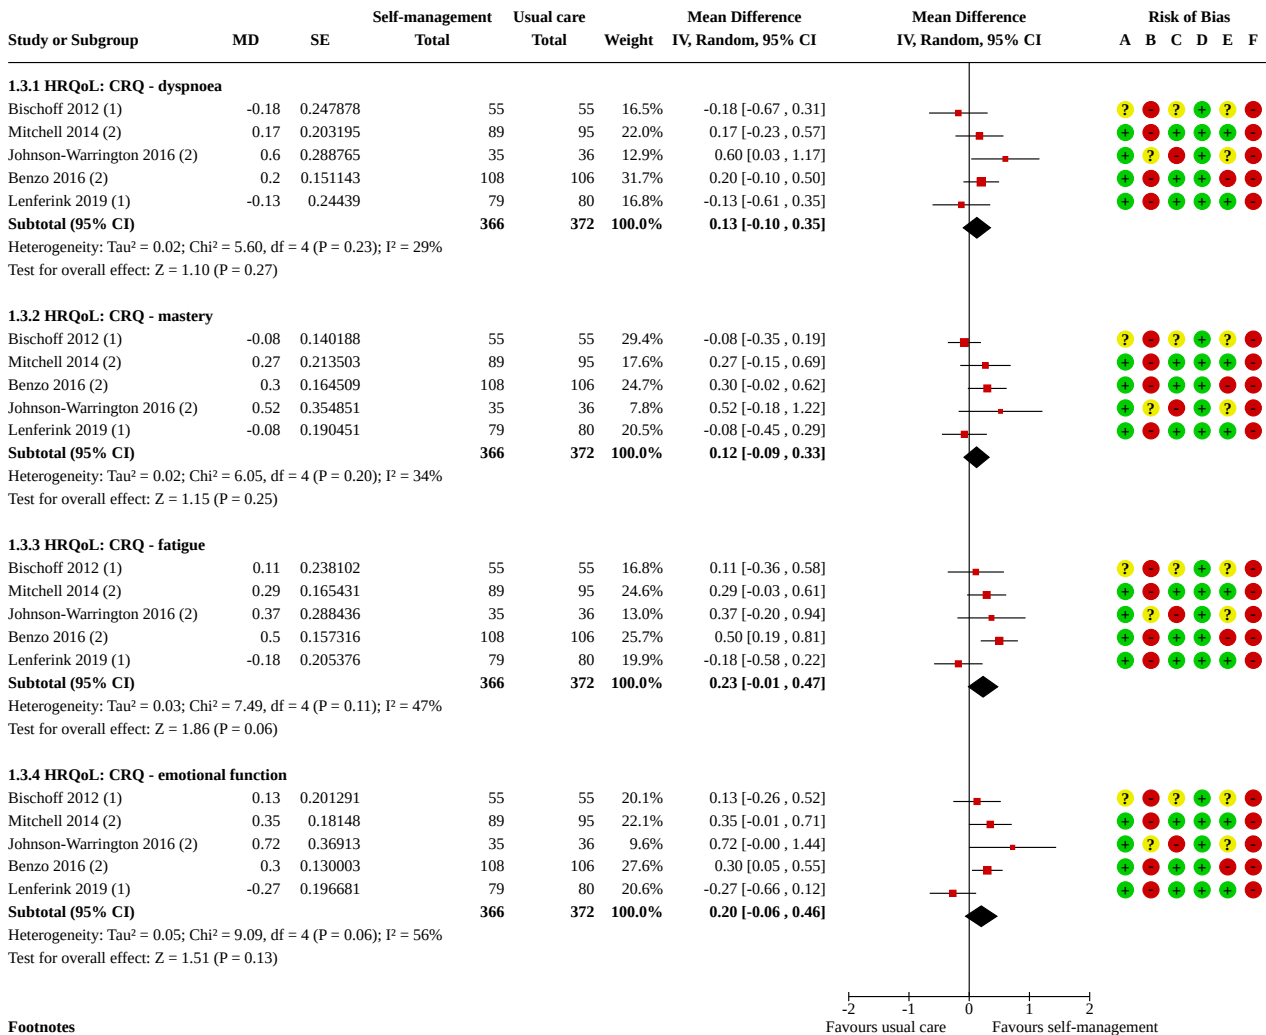 Self-management Usual care Mean Difference Mean Difference Risk of Bias
Study or Subgroup MD SE Total Total Weight IV, Random, 95% CI IV, Random, 95% CI A B C D E F
1.3.1 HRQoL: CRQ - dyspnoea
Bischoff 2012 (1) -0.18 0.247878 55 55 16.5% -0.18 [-0.67 , 0.31] ? - ? + ? -
Mitchell 2014 (2) 0.17 0.203195 89 95 22.0% 0.17 [-0.23 , 0.57] + - + + + -
Johnson-Warrington 2016 (2) 0.6 0.288765 35 36 12.9% 0.60 [0.03 , 1.17] + ? - + ? -
Benzo 2016 (2) 0.2 0.151143 108 106 31.7% 0.20 [-0.10 , 0.50] + - + + - -
Lenferink 2019 (1) -0.13 0.24439 79 80 16.8% -0.13 [-0.61 , 0.35] + - + + + -
Subtotal (95% CI) 366 372 100.0% 0.13 [-0.10 , 0.35]
Heterogeneity: Tau² = 0.02; Chi² = 5.60, df = 4 (P = 0.23); I² = 29%
Test for overall effect: Z = 1.10 (P = 0.27)
1.3.2 HRQoL: CRQ - mastery
Bischoff 2012 (1) -0.08 0.140188 55 55 29.4% -0.08 [-0.35 , 0.19] ? - ? + ? -
Mitchell 2014 (2) 0.27 0.213503 89 95 17.6% 0.27 [-0.15 , 0.69] + - + + + -
Benzo 2016 (2) 0.3 0.164509 108 106 24.7% 0.30 [-0.02 , 0.62] + - + + - -
Johnson-Warrington 2016 (2) 0.52 0.354851 35 36 7.8% 0.52 [-0.18 , 1.22] + ? - + ? -
Lenferink 2019 (1) -0.08 0.190451 79 80 20.5% -0.08 [-0.45 , 0.29] + - + + + -
Subtotal (95% CI) 366 372 100.0% 0.12 [-0.09 , 0.33]
Heterogeneity: Tau² = 0.02; Chi² = 6.05, df = 4 (P = 0.20); I² = 34%
Test for overall effect: Z = 1.15 (P = 0.25)
1.3.3 HRQoL: CRQ - fatigue
Bischoff 2012 (1) 0.11 0.238102 55 55 16.8% 0.11 [-0.36 , 0.58] ? - ? + ? -
Mitchell 2014 (2) 0.29 0.165431 89 95 24.6% 0.29 [-0.03 , 0.61] + - + + + -
Johnson-Warrington 2016 (2) 0.37 0.288436 35 36 13.0% 0.37 [-0.20 , 0.94] + ? - + ? -
Benzo 2016 (2) 0.5 0.157316 108 106 25.7% 0.50 [0.19 , 0.81] + - + + - -
Lenferink 2019 (1) -0.18 0.205376 79 80 19.9% -0.18 [-0.58 , 0.22] + - + + + -
Subtotal (95% CI) 366 372 100.0% 0.23 [-0.01 , 0.47]
Heterogeneity: Tau² = 0.03; Chi² = 7.49, df = 4 (P = 0.11); I² = 47%
Test for overall effect: Z = 1.86 (P = 0.06)
1.3.4 HRQoL: CRQ - emotional function
Bischoff 2012 (1) 0.13 0.201291 55 55 20.1% 0.13 [-0.26 , 0.52] ? - ? + ? -
Mitchell 2014 (2) 0.35 0.18148 89 95 22.1% 0.35 [-0.01 , 0.71] + - + + + -
Johnson-Warrington 2016 (2) 0.72 0.36913 35 36 9.6% 0.72 [-0.00 , 1.44] + ? - + ? -
Benzo 2016 (2) 0.3 0.130003 108 106 27.6% 0.30 [0.05 , 0.55] + - + + - -
Lenferink 2019 (1) -0.27 0.196681 79 80 20.6% -0.27 [-0.66 , 0.12] + - + + + -
Subtotal (95% CI) 366 372 100.0% 0.20 [-0.06 , 0.46]
Heterogeneity: Tau² = 0.05; Chi² = 9.09, df = 4 (P = 0.06); I² = 56%
Test for overall effect: Z = 1.51 (P = 0.13)
-2 -1 0 1 2
Footnotes Favours usual care Favours self-management